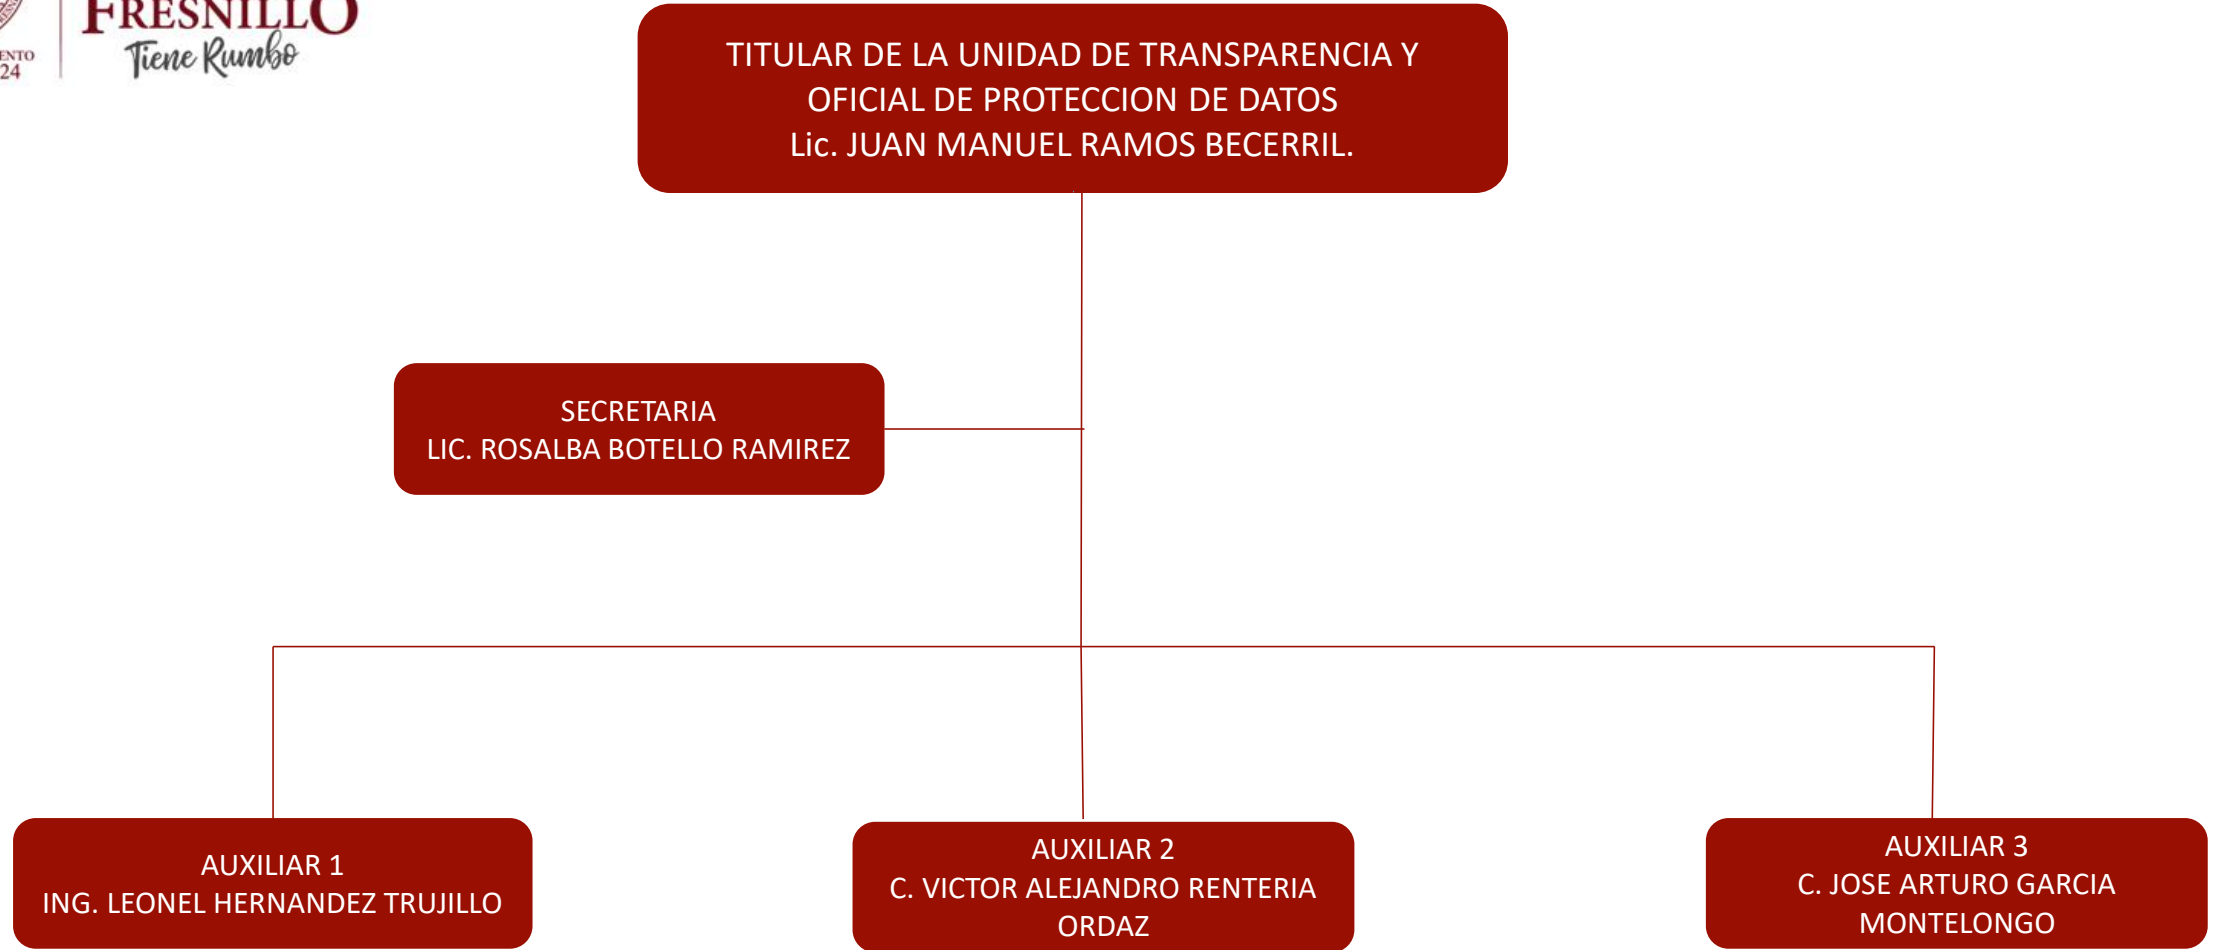 FRESNILLO
Tiene Rumbo
24
TITULAR DE LA UNIDAD DE TRANSPARENCIA Y
OFICIAL DE PROTECCION DE DATOS
Lic. JUAN MANUEL RAMOS BECERRIL.
SECRETARIA
LIC. ROSALBA BOTELLO RAMIREZ
AUXILIAR 1
ING. LEONEL HERNANDEZ TRUJILLO
AUXILIAR 2
C. VICTOR ALEJANDRO RENTERIA
ORDAZ
AUXILIAR 3
C. JOSE ARTURO GARCIA
MONTELONGO